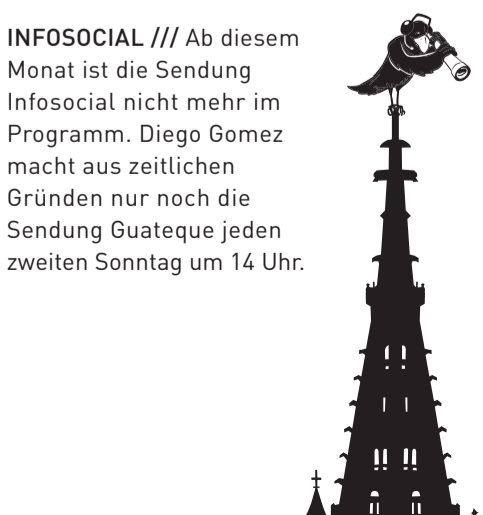 INFOSOCIAL /// Ab diesem
Monat ist die Sendung
Infosocial nicht mehr im
Programm. Diego Gomez
macht aus zeitlichen
Gründen nur noch die
Sendung Guateque jeden
zweiten Sonntag um 14 Uhr.